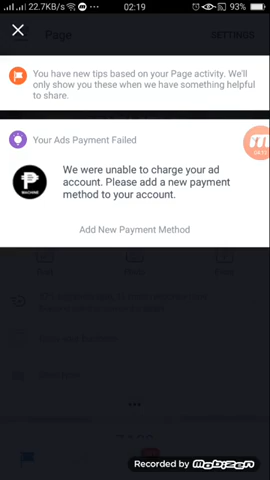 22.7KB/s 02:19 93%
Page SETTINGS
You have new tips based on your Page activity. We'll
only show you these when we have something helpful
to share.
Your Ads Payment Failed
We were unable to charge your ad
account. Please add a new payment
method to your account.
MACHINE
Add New Payment Method
Recorded by mobizen